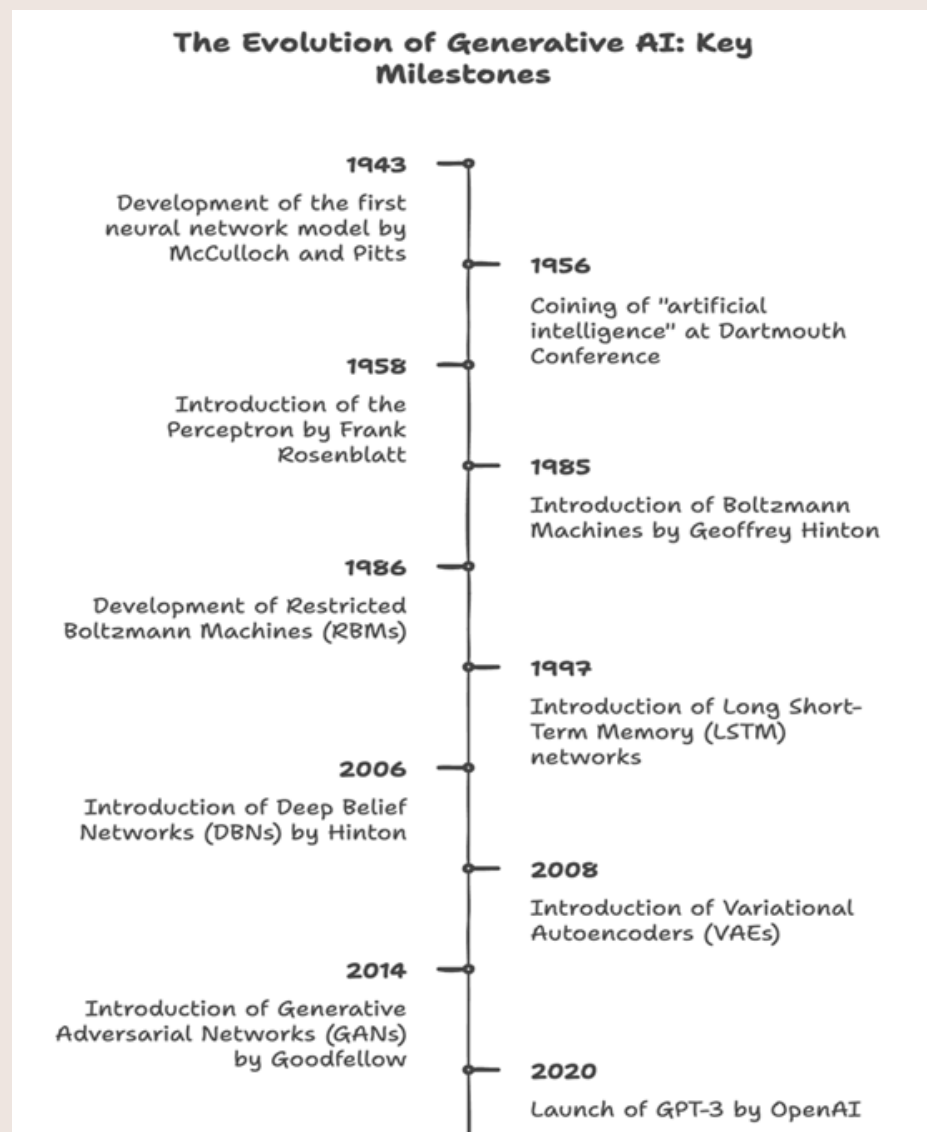 The Evolution of Generative AI: Key
Milestones
1943
Development of the first
neural network model by
McCulloch and Pitts
1956
Coining of "artificial
intelligence" at Dartmouth
Conference
1958
Introduction of the
Perceptron by Frank
Rosenblatt
1985
Introduction of Boltzmann
Machines by Geoffrey Hinton
1986
Development of Restricted
Boltzmann Machines (RBMs)
1997
Introduction of Long Short-
Term Memory (LSTM)
networks
2006
Introduction of Deep Belief
Networks (DBNs) by Hinton
2008
Introduction of Variational
Autoencoders (VAEs)
2014
Introduction of Generative
Adversarial Networks (GANs)
by Goodfellow
2020
Launch of GPT-3 by OpenAI